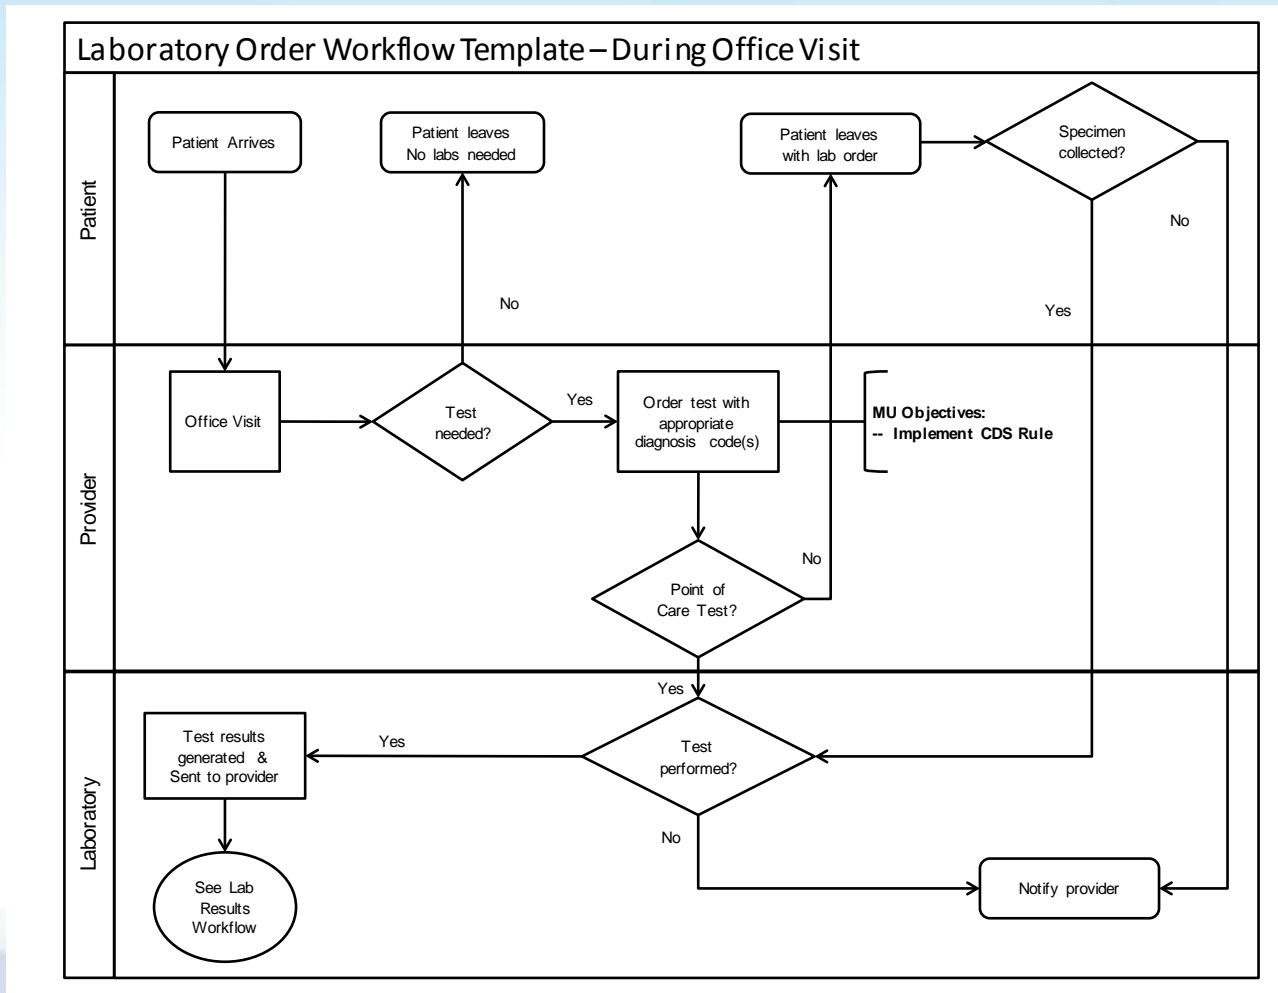 Laboratory Order Workflow Template – During Office Visit
Patient
Patient Arrives
Patient leaves
No labs needed
Patient leaves
with lab order
Specimen
collected?
No
No
Yes
Provider
Office Visit
Test
needed?
Yes
Order test with
appropriate
diagnosis code(s)
MU Objectives:
-- Implement CDS Rule
No
Point of
Care Test?
Laboratory
Yes
Test results
generated &
Sent to provider
Yes
Test
performed?
No
See Lab
Results
Workflow
Notify provider